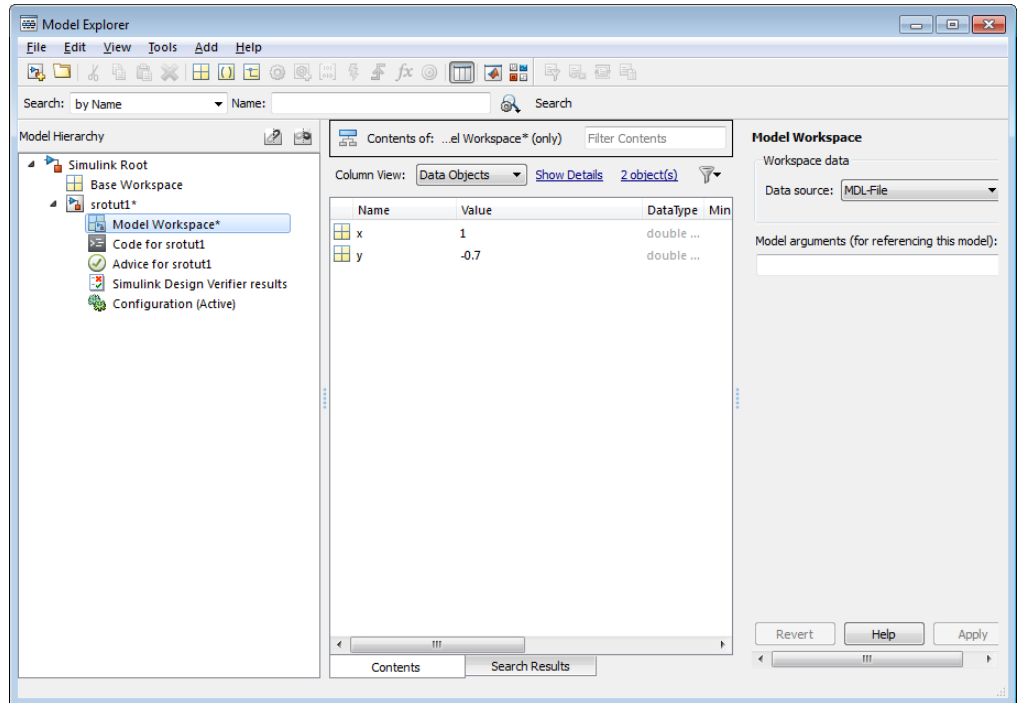 Model Explorer
File Edit View Tools Add Help
fx
Search: by Name Name: Search
Model Hierarchy
Simulink Root
Base Workspace
srotut1*
Model Workspace*
Code for srotut1
Advice for srotut1
Simulink Design Verifier results
Configuration (Active)
Contents of: ...el Workspace* (only) Filter Contents
Column View: Data Objects Show Details 2 object(s)
Name Value DataType Min
x 1 double ...
y -0.7 double ...
Contents Search Results
Model Workspace
Workspace data
Data source: MDL-File
Model arguments (for referencing this model):
Revert Help Apply